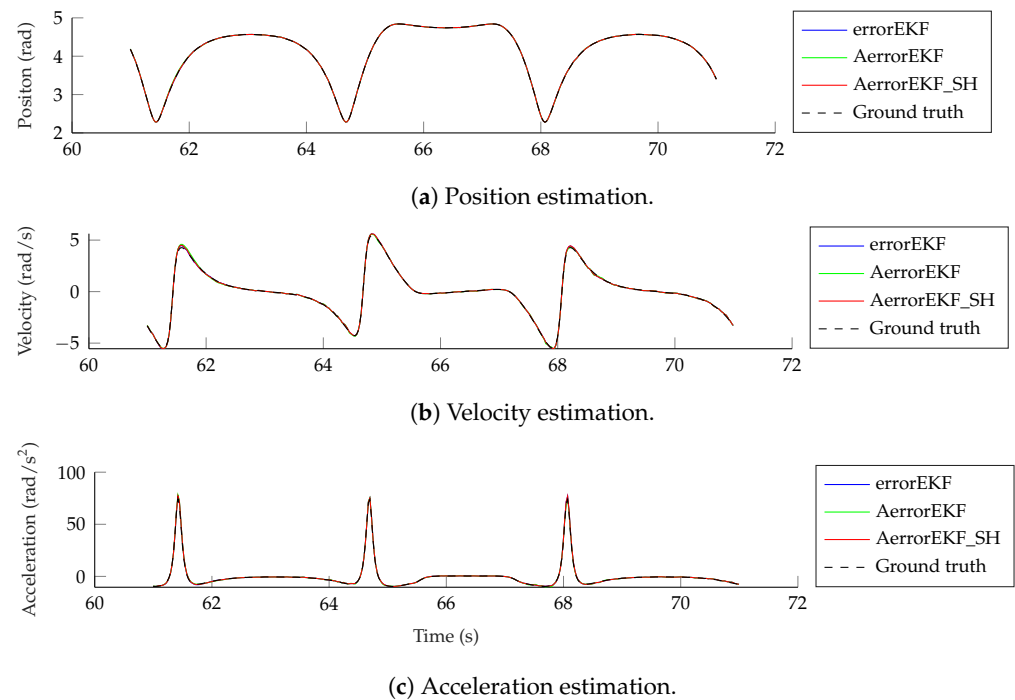 5
4
3
2
Positon (rad)
60
62
64
66
68
70
72
errorEKF
AerrorEKF
AerrorEKF_SH
Ground truth
(a) Position estimation.
5
0
−5
Velocity (rad/s)
60
62
64
66
68
70
72
errorEKF
AerrorEKF
AerrorEKF_SH
Ground truth
(b) Velocity estimation.
100
50
0
Acceleration (rad/s²)
60
62
64
66
68
70
72
Time (s)
errorEKF
AerrorEKF
AerrorEKF_SH
Ground truth
(c) Acceleration estimation.